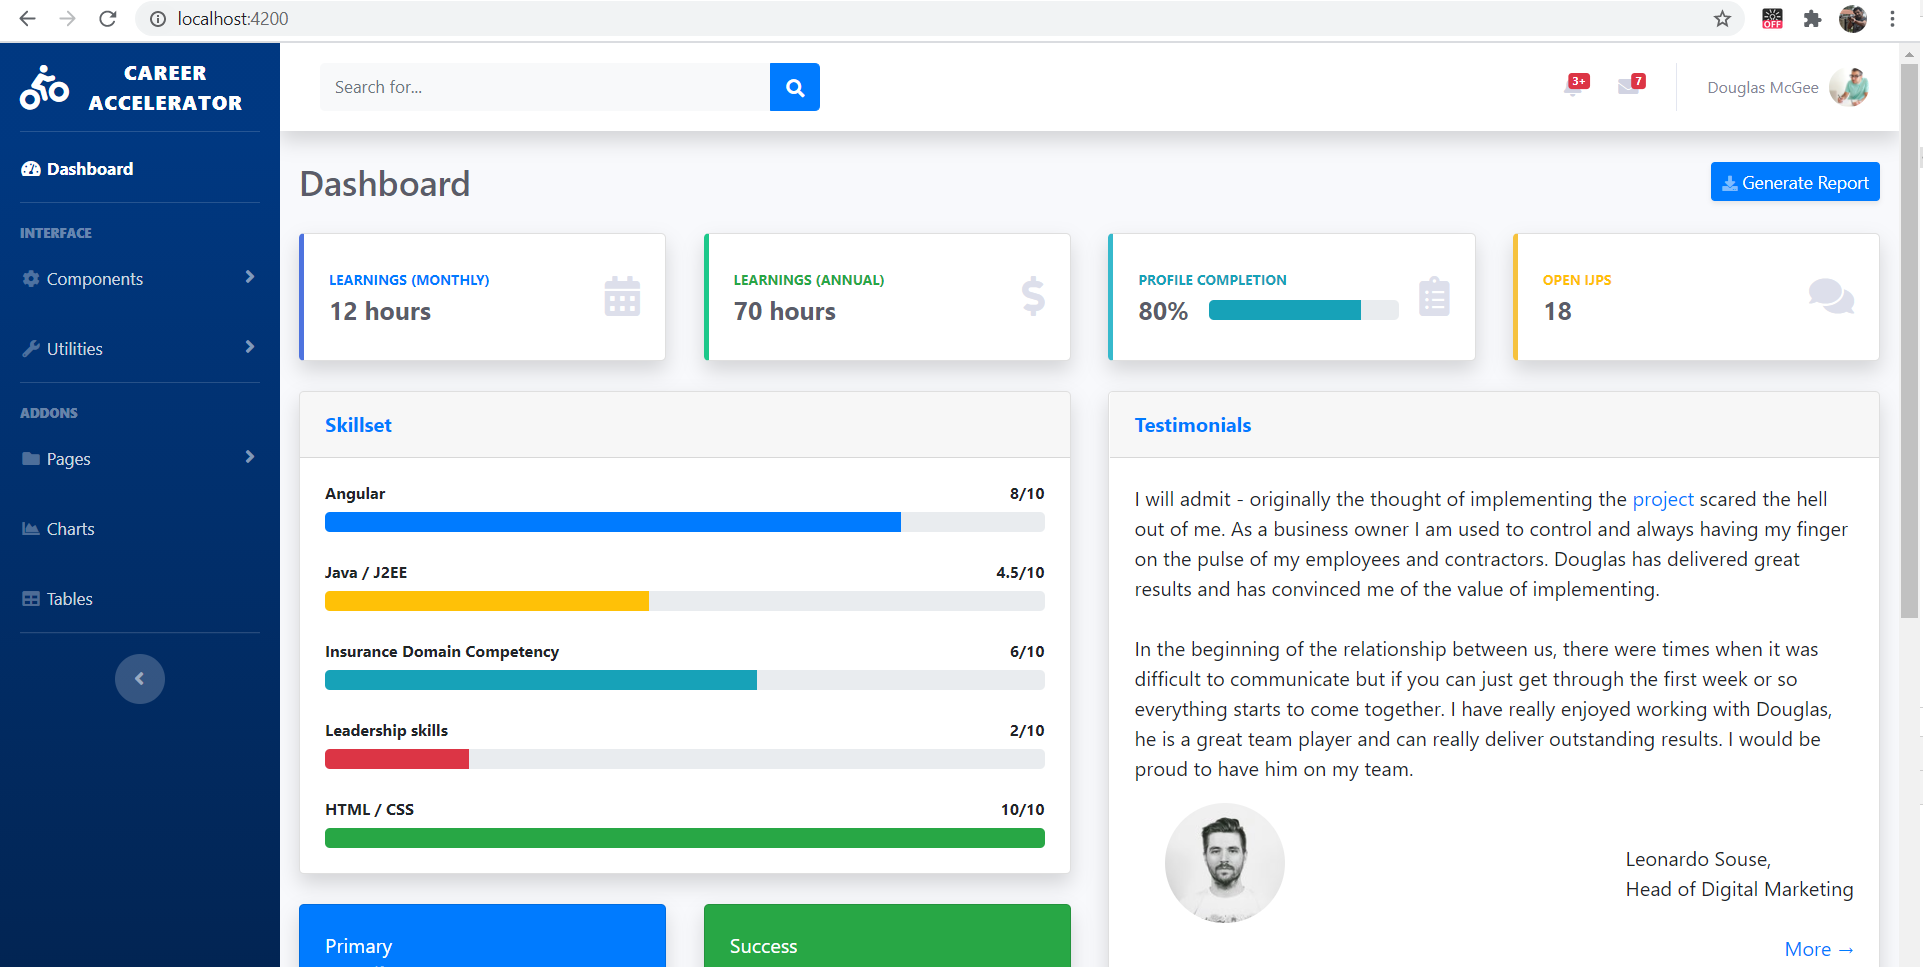 localhost:4200
OFF
CAREER
ACCELERATOR
Search for...
3+
7
Douglas McGee
Dashboard
INTERFACE
Components
Utilities
ADDONS
Pages
Charts
Tables
Dashboard
Generate Report
LEARNINGS (MONTHLY)
12 hours
LEARNINGS (ANNUAL)
70 hours
PROFILE COMPLETION
80%
OPEN IJPS
18
Skillset
Angular 8/10
Java / J2EE 4.5/10
Insurance Domain Competency 6/10
Leadership skills 2/10
HTML / CSS 10/10
Primary
Success
Testimonials
I will admit - originally the thought of implementing the project scared the hell
out of me. As a business owner I am used to control and always having my finger
on the pulse of my employees and contractors. Douglas has delivered great
results and has convinced me of the value of implementing.
In the beginning of the relationship between us, there were times when it was
difficult to communicate but if you can just get through the first week or so
everything starts to come together. I have really enjoyed working with Douglas,
he is a great team player and can really deliver outstanding results. I would be
proud to have him on my team.
Leonardo Souse,
Head of Digital Marketing
More →